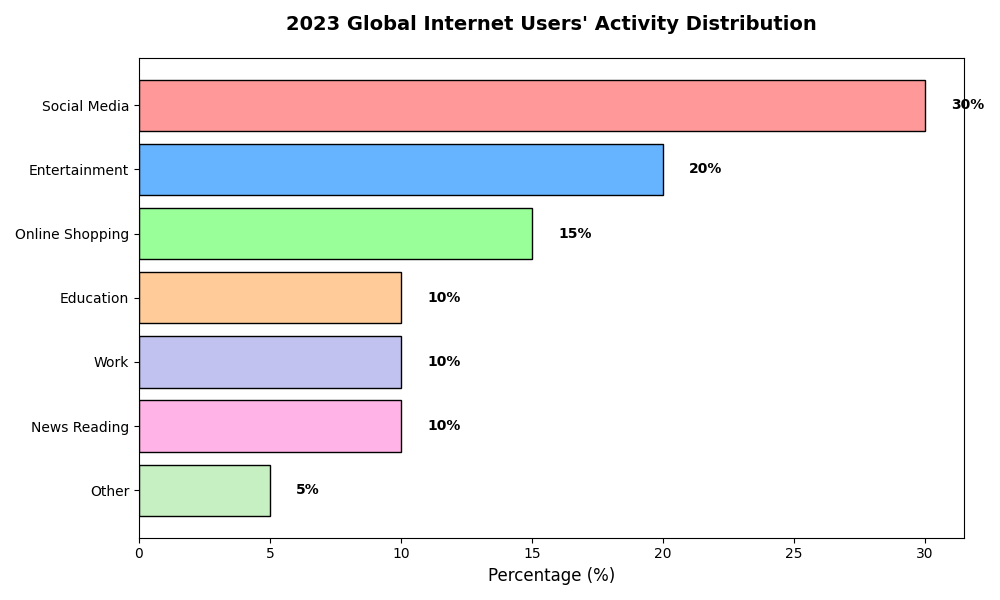 2023 Global Internet Users' Activity Distribution
Social Media 30%
Entertainment 20%
Online Shopping 15%
Education 10%
Work 10%
News Reading 10%
Other 5%
0 5 10 15 20 25 30
Percentage (%)